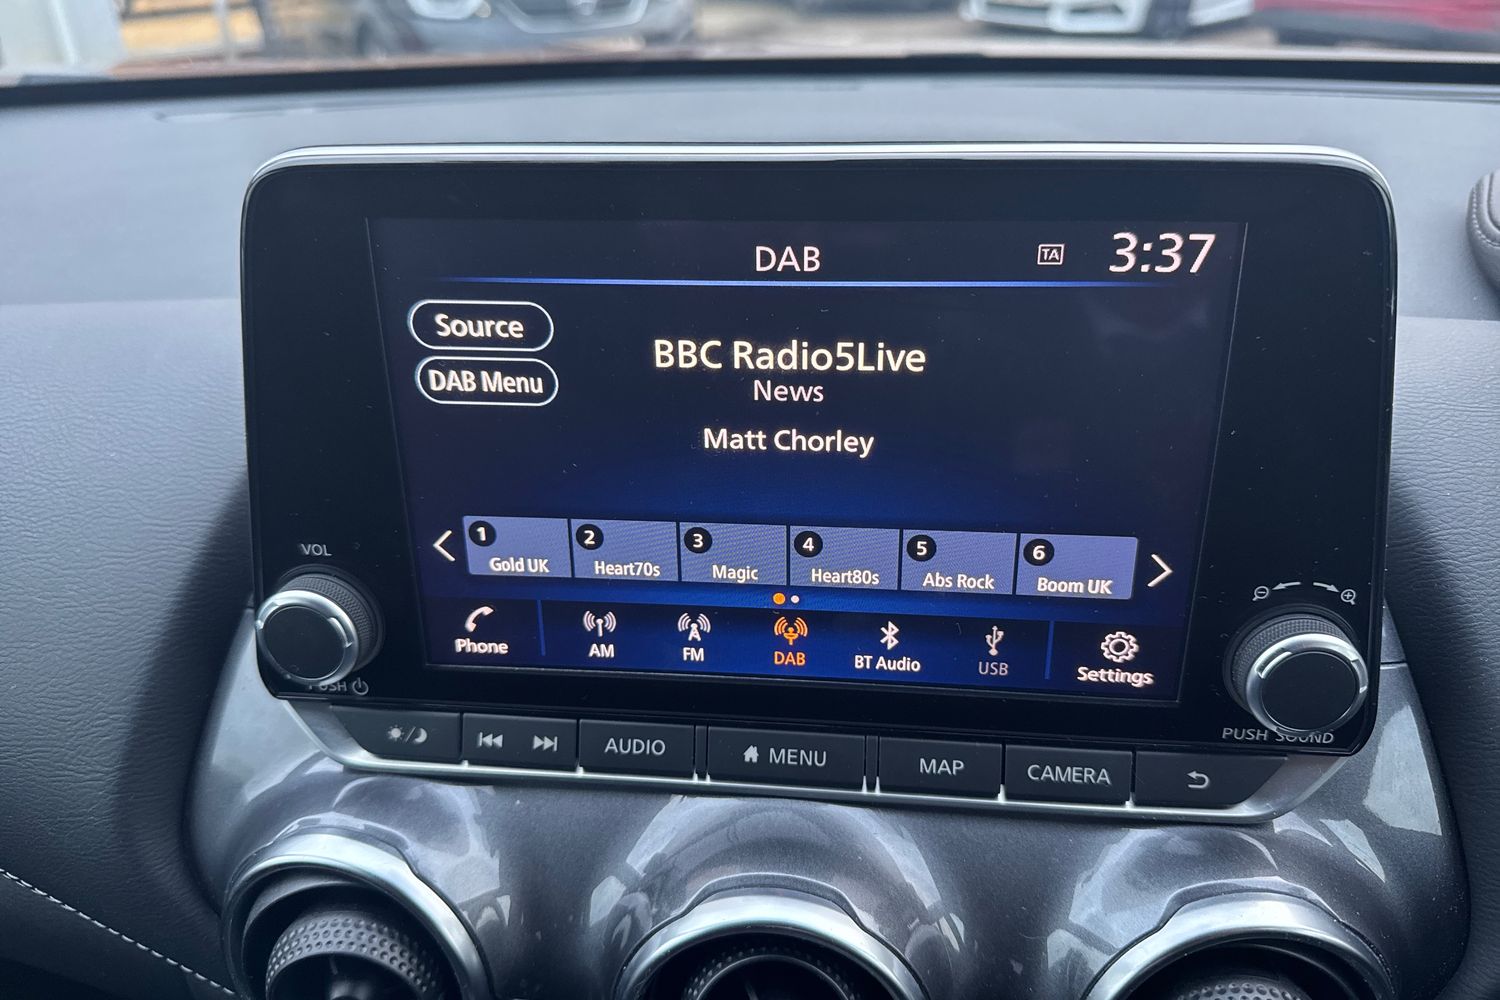 DAB
TA
3:37
Source
DAB Menu
BBC Radio5Live
News
Matt Chorley
1 Gold UK
2 Heart70s
3 Magic
4 Heart80s
5 Abs Rock
6 Boom UK
Phone
AM
FM
DAB
BT Audio
USB
Settings
VOL
PUSH
PUSH SOUND
AUDIO
MENU
MAP
CAMERA